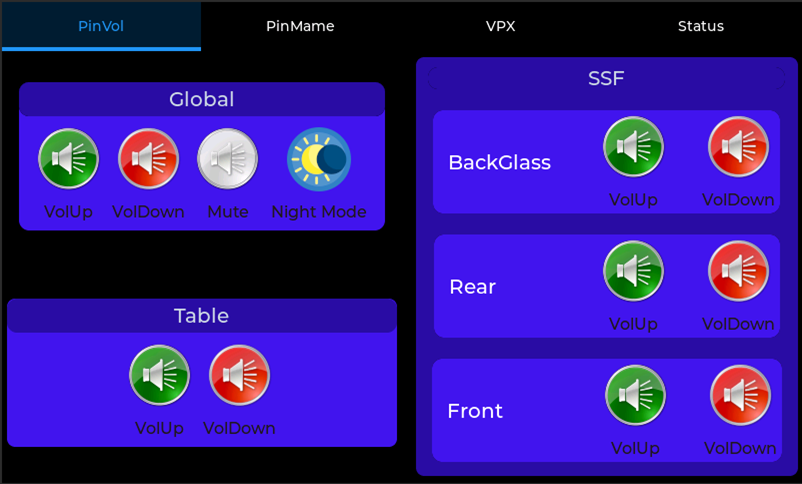 PinVol PinMame VPX Status
Global
VolUp VolDown Mute Night Mode
Table
VolUp VolDown
SSF
BackGlass
VolUp VolDown
Rear
VolUp VolDown
Front
VolUp VolDown